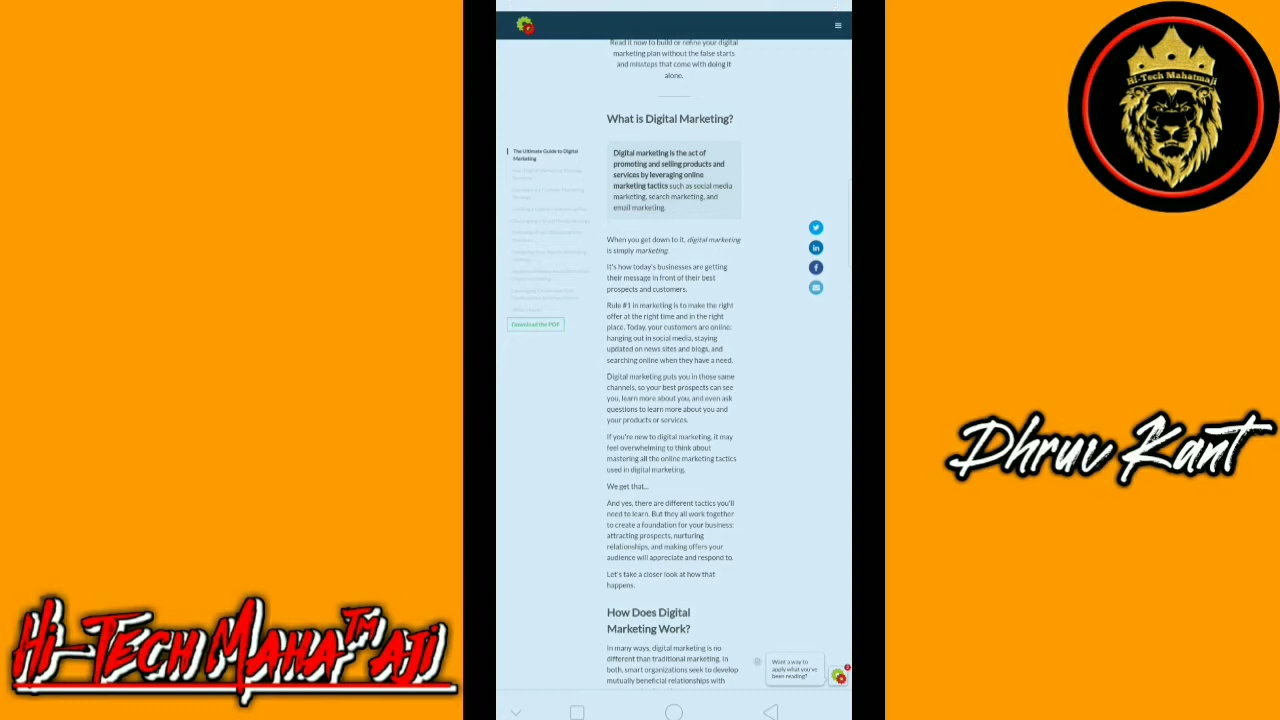 Read it now to build or refine your digital
marketing plan without the false starts
and missteps that come with doing it
alone.
What is Digital Marketing?
Digital marketing is the act of
promoting and selling products and
services by leveraging online
marketing tactics such as social media
marketing, search marketing, and
email marketing.
The Ultimate Guide to Digital
Marketing
Download the PDF
When you get down to it, digital marketing
is simply marketing.
It's how today's businesses are getting
their message in front of their best
prospects and customers.
Rule #1 in marketing is to make the right
offer at the right time and in the right
place. Today, your customers are online:
hanging out in social media, staying
updated on news sites and blogs, and
searching online when they have a need.
Digital marketing puts you in those same
channels, so your best prospects can see
you, learn more about you, and even ask
questions to learn more about you and
your products or services.
If you're new to digital marketing, it may
feel overwhelming to think about
mastering all the online marketing tactics
used in digital marketing.
We get that...
And yes, there are different tactics you'll
need to learn. But they all work together
to create a foundation for your business:
attracting prospects, nurturing
relationships, and making offers your
audience will appreciate and respond to.
Let's take a closer look at how that
happens.
How Does Digital
Marketing Work?
In many ways, digital marketing is no
different than traditional marketing. In
both, smart organizations seek to develop
mutually beneficial relationships with
Want a way to
apply what you've
been reading?
Hi-Tech Mahatmaji
Dhruv Kant
Hi-Tech Maha™aji